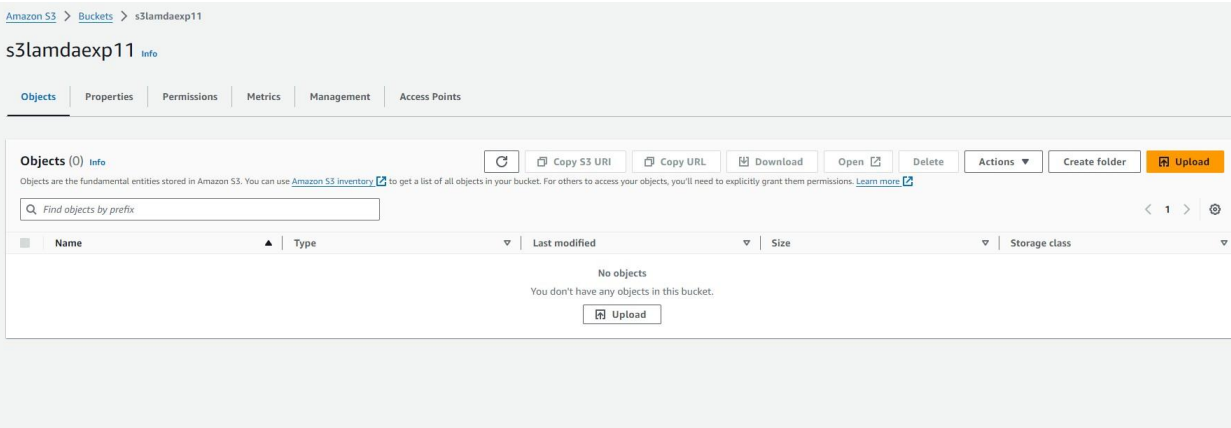 Amazon S3 > Buckets > s3lamdaexp11
s3lamdaexp11 Info
Objects Properties Permissions Metrics Management Access Points
Objects (0) Info Copy S3 URI Copy URL Download Open Delete Actions Create folder Upload
Objects are the fundamental entities stored in Amazon S3. You can use Amazon S3 inventory to get a list of all objects in your bucket. For others to access your objects, you'll need to explicitly grant them permissions. Learn more
Find objects by prefix < 1 >
Name Type Last modified Size Storage class
No objects
You don't have any objects in this bucket.
Upload